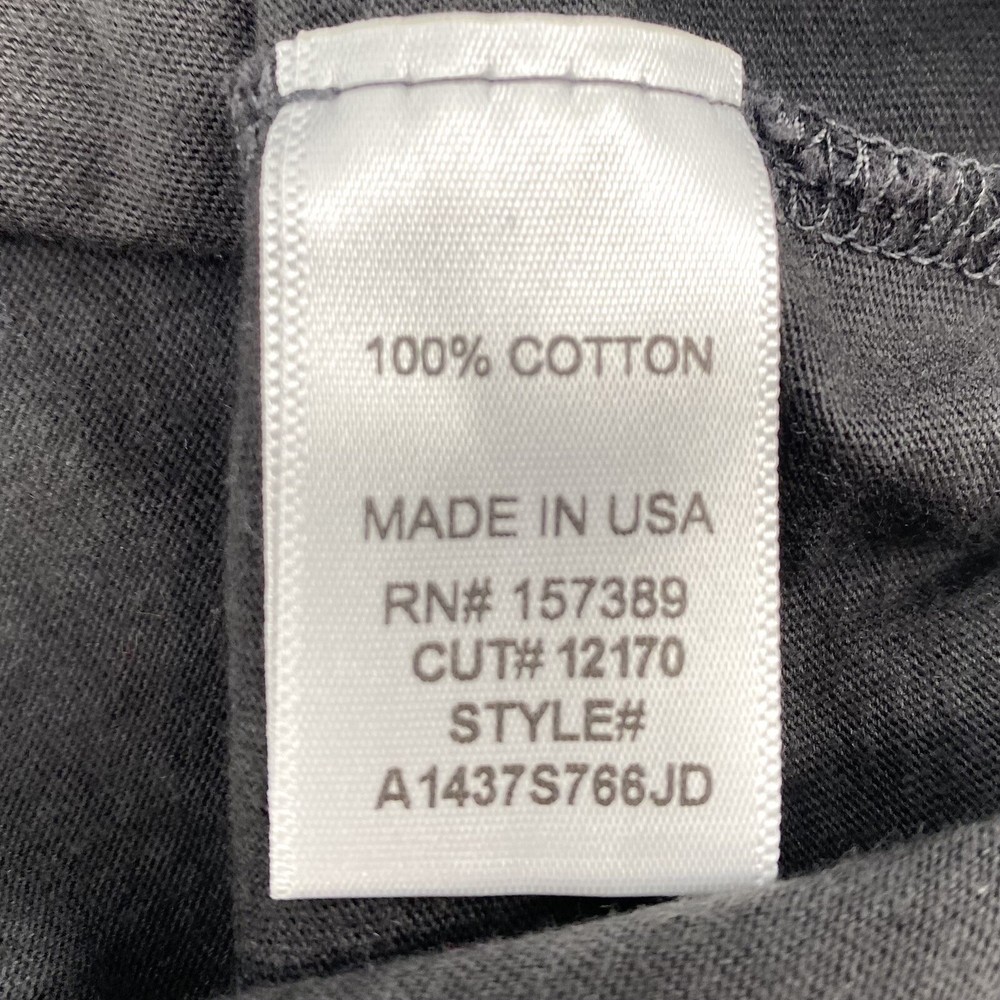 100% COTTON
MADE IN USA
RN# 157389
CUT# 12170
STYLE#
A1437S766JD